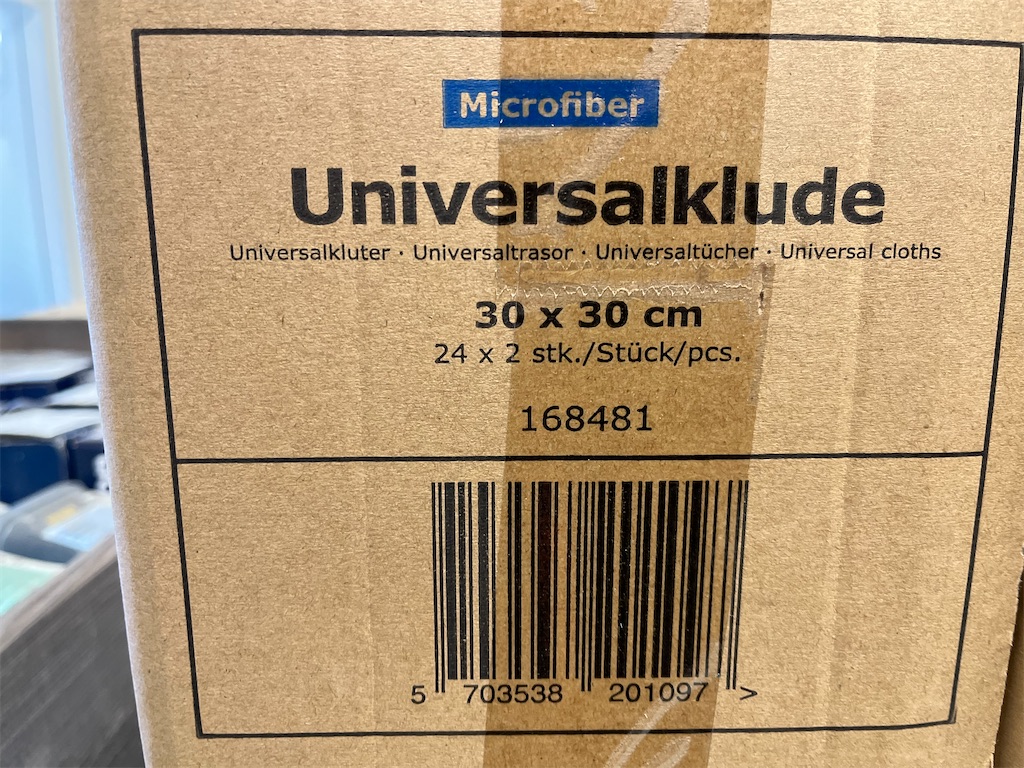 Microfiber
Universalklude
Universalkluter · Universaltrasor · Universaltücher · Universal cloths
30 x 30 cm
24 x 2 stk./Stück/pcs.
168481
5 703538 201097 >